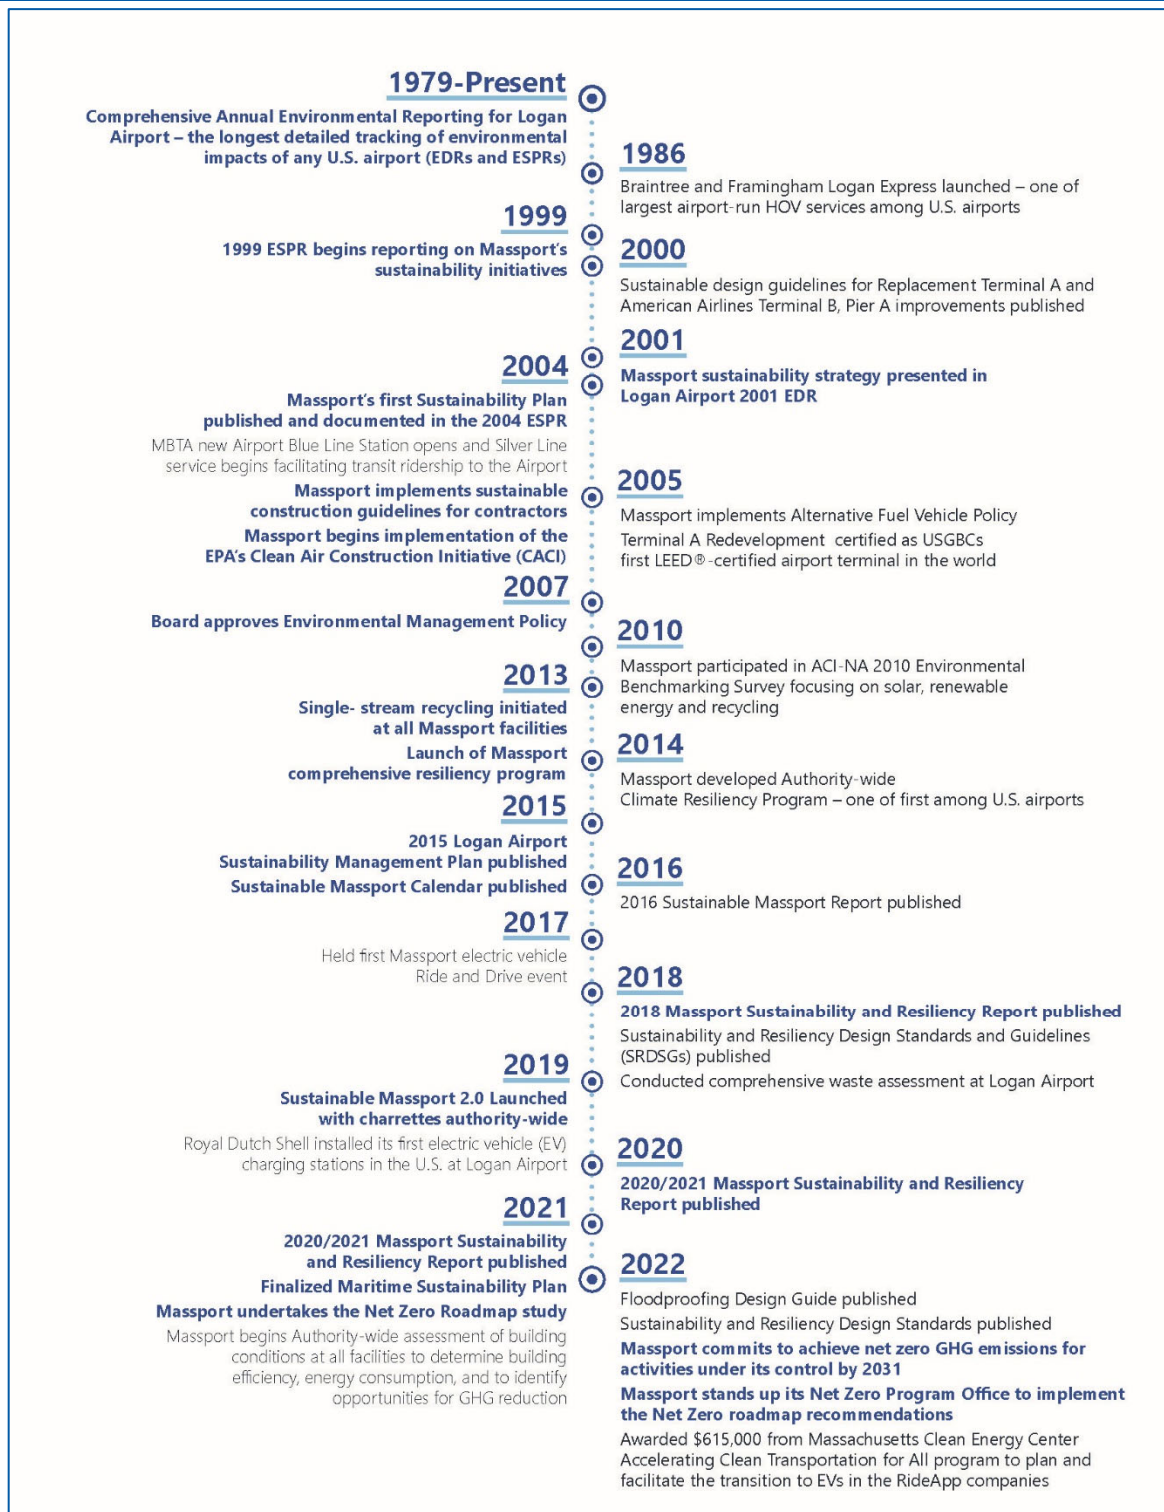 1979-Present
Comprehensive Annual Environmental Reporting for Logan
Airport – the longest detailed tracking of environmental
impacts of any U.S. airport (EDRs and ESPRs)
1986
Braintree and Framingham Logan Express launched – one of
largest airport-run HOV services among U.S. airports
1999
1999 ESPR begins reporting on Massport's
sustainability initiatives
2000
Sustainable design guidelines for Replacement Terminal A and
American Airlines Terminal B, Pier A improvements published
2001
Massport sustainability strategy presented in
Logan Airport 2001 EDR
2004
Massport's first Sustainability Plan
published and documented in the 2004 ESPR
MBTA new Airport Blue Line Station opens and Silver Line
service begins facilitating transit ridership to the Airport
Massport implements sustainable
construction guidelines for contractors
Massport begins implementation of the
EPA's Clean Air Construction Initiative (CACI)
2005
Massport implements Alternative Fuel Vehicle Policy
Terminal A Redevelopment certified as USGBCs
first LEED®-certified airport terminal in the world
2007
Board approves Environmental Management Policy
2010
Massport participated in ACI-NA 2010 Environmental
Benchmarking Survey focusing on solar, renewable
energy and recycling
2013
Single- stream recycling initiated
at all Massport facilities
Launch of Massport
comprehensive resiliency program
2014
Massport developed Authority-wide
Climate Resiliency Program – one of first among U.S. airports
2015
2015 Logan Airport
Sustainability Management Plan published
Sustainable Massport Calendar published
2016
2016 Sustainable Massport Report published
2017
Held first Massport electric vehicle
Ride and Drive event
2018
2018 Massport Sustainability and Resiliency Report published
Sustainability and Resiliency Design Standards and Guidelines
(SRDSGs) published
Conducted comprehensive waste assessment at Logan Airport
2019
Sustainable Massport 2.0 Launched
with charrettes authority-wide
Royal Dutch Shell installed its first electric vehicle (EV)
charging stations in the U.S. at Logan Airport
2020
2020/2021 Massport Sustainability and Resiliency
Report published
2021
2020/2021 Massport Sustainability
and Resiliency Report published
Finalized Maritime Sustainability Plan
Massport undertakes the Net Zero Roadmap study
Massport begins Authority-wide assessment of building
conditions at all facilities to determine building
efficiency, energy consumption, and to identify
opportunities for GHG reduction
2022
Floodproofing Design Guide published
Sustainability and Resiliency Design Standards published
Massport commits to achieve net zero GHG emissions for
activities under its control by 2031
Massport stands up its Net Zero Program Office to implement
the Net Zero roadmap recommendations
Awarded $615,000 from Massachusetts Clean Energy Center
Accelerating Clean Transportation for All program to plan and
facilitate the transition to EVs in the RideApp companies